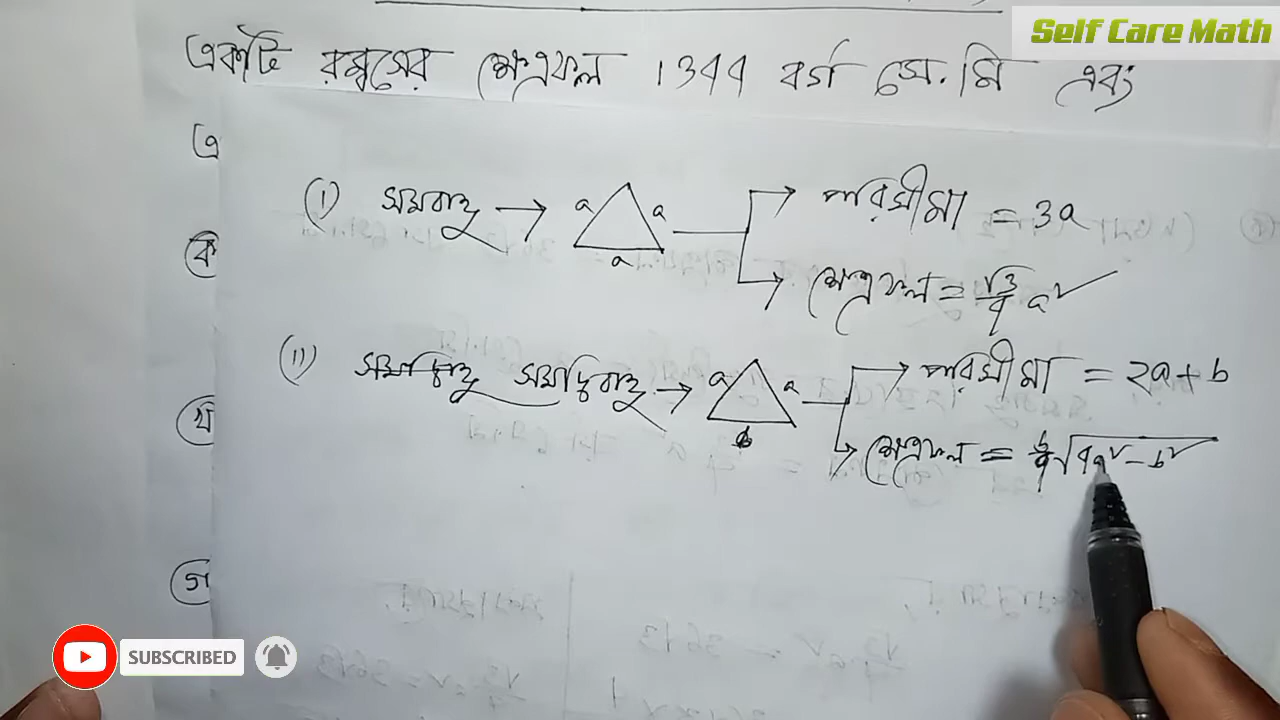 Self Care Math
একটি রম্বসের ক্ষেত্রফল 1344 বর্গ সে.মি এবং
এ
(i) সমবাহু → a a a → পরিসীমা = 3a
→ ক্ষেত্রফল = √3/4 a²
ক
(ii) সমদ্বিবাহু → a a b → পরিসীমা = 2a + b
খ
→ ক্ষেত্রফল = b/4 √4a² - b²
গ
SUBSCRIBED